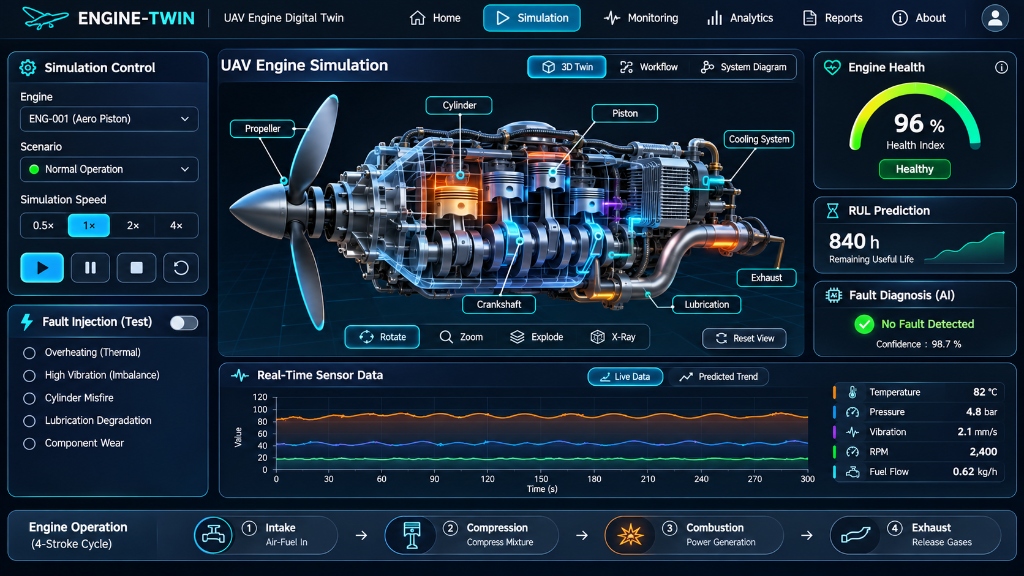 ENGINE-TWIN
UAV Engine Digital Twin
Home
Simulation
Monitoring
Analytics
Reports
About
Simulation Control
Engine
ENG-001 (Aero Piston)
Scenario
Normal Operation
Simulation Speed
0.5× 1× 2× 4×
Fault Injection (Test)
Overheating (Thermal)
High Vibration (Imbalance)
Cylinder Misfire
Lubrication Degradation
Component Wear
UAV Engine Simulation
3D Twin
Workflow
System Diagram
Propeller
Cylinder
Piston
Cooling System
Exhaust
Lubrication
Crankshaft
Rotate
Zoom
Explode
X-Ray
Reset View
Engine Health
96 %
Health Index
Healthy
RUL Prediction
840 h
Remaining Useful Life
Fault Diagnosis (AI)
AI
No Fault Detected
Confidence : 98.7 %
Real-Time Sensor Data
Live Data
Predicted Trend
Value
120
100
80
60
40
20
0
0 30 60 90 120 150 180 210 240 270 300
Time (s)
Temperature 82 °C
Pressure 4.8 bar
Vibration 2.1 mm/s
RPM 2,400
Fuel Flow 0.62 kg/h
Engine Operation
(4-Stroke Cycle)
1 Intake
Air-Fuel In
2 Compression
Compress Mixture
3 Combustion
Power Generation
4 Exhaust
Release Gases